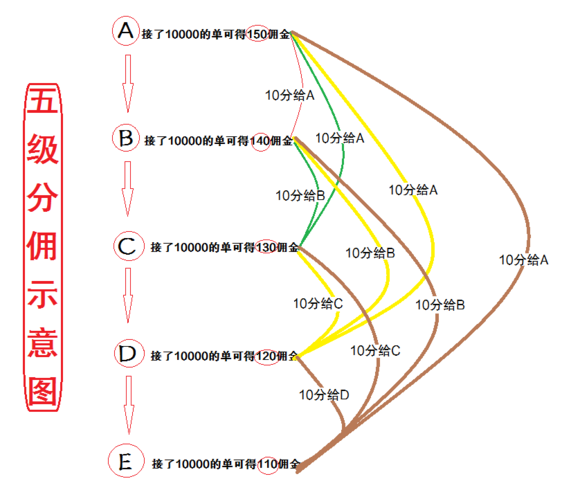 五级分佣示意图
A 接了10000的单可得150佣金
10分给A
10分给A
B 接了10000的单可得140佣金
10分给A
10分给B
C 接了10000的单可得130佣金
10分给B
10分给A
10分给C
10分给B
D 接了10000的单可得120佣金
10分给C
10分给D
E 接了10000的单可得110佣金